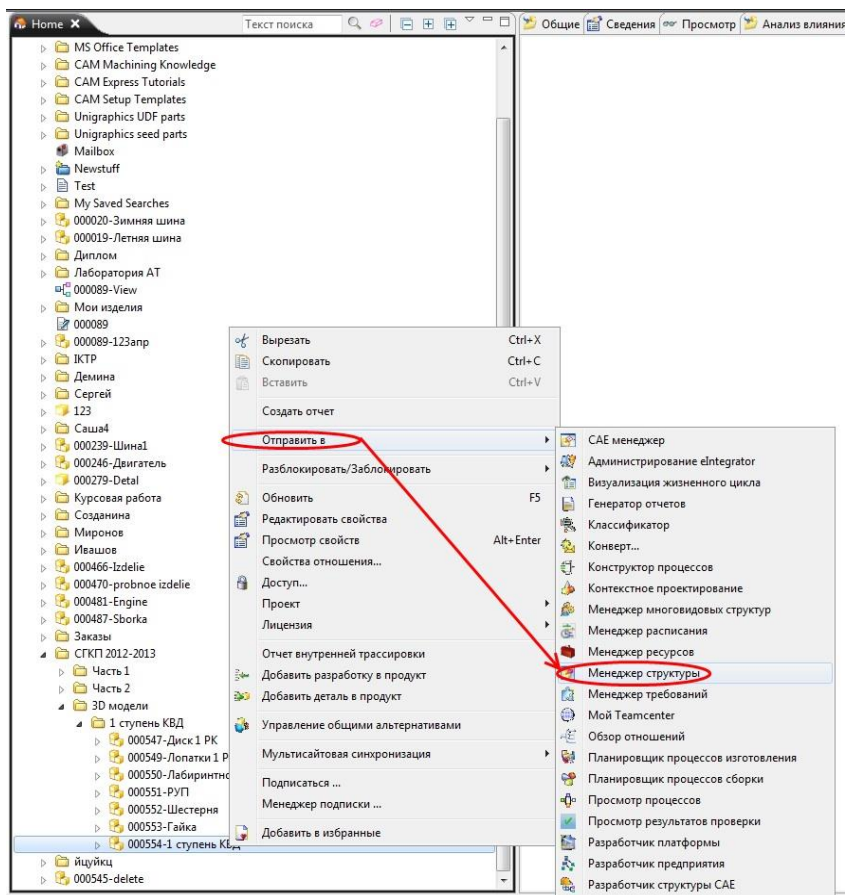 Home
Текст поиска
Общие
Сведения
Просмотр
Анализ влияния
MS Office Templates
CAM Machining Knowledge
CAM Express Tutorials
CAM Setup Templates
Unigraphics UDF parts
Unigraphics seed parts
Mailbox
Newstuff
Test
My Saved Searches
000020-Зимняя шина
000019-Летняя шина
Диплом
Лаборатория АТ
000089-View
Мои изделия
000089
000089-123апр
IKTP
Демина
Сергей
123
Саша4
000239-Шина1
000246-Двигатель
000279-Detal
Курсовая работа
Созданина
Миронов
Ивашов
000466-Izdelie
000470-probnoe izdelie
000481-Engine
000487-Sborka
Заказы
СГКП 2012-2013
Часть 1
Часть 2
3D модели
1 ступень КВД
000547-Диск 1 РК
000549-Лопатки 1 Р
000550-Лабиринтно
000551-РУП
000552-Шестерня
000553-Гайка
000554-1 ступень КВД
йцуйкц
000545-delete
Вырезать Ctrl+X
Скопировать Ctrl+C
Вставить Ctrl+V
Создать отчет
Отправить в
Разблокировать/Заблокировать
Обновить F5
Редактировать свойства
Просмотр свойств Alt+Enter
Свойства отношения...
Доступ...
Проект
Лицензия
Отчет внутренней трассировки
Добавить разработку в продукт
Добавить деталь в продукт
Управление общими альтернативами
Мультисайтовая синхронизация
Подписаться ...
Менеджер подписки ...
Добавить в избранные
CAE менеджер
Администрирование eIntegrator
Визуализация жизненного цикла
Генератор отчетов
Классификатор
Конверт...
Конструктор процессов
Контекстное проектирование
Менеджер многовидовых структур
Менеджер расписания
Менеджер ресурсов
Менеджер структуры
Менеджер требований
Мой Teamcenter
Обзор отношений
Планировщик процессов изготовления
Планировщик процессов сборки
Просмотр процессов
Просмотр результатов проверки
Разработчик платформы
Разработчик предприятия
Разработчик структуры CAE